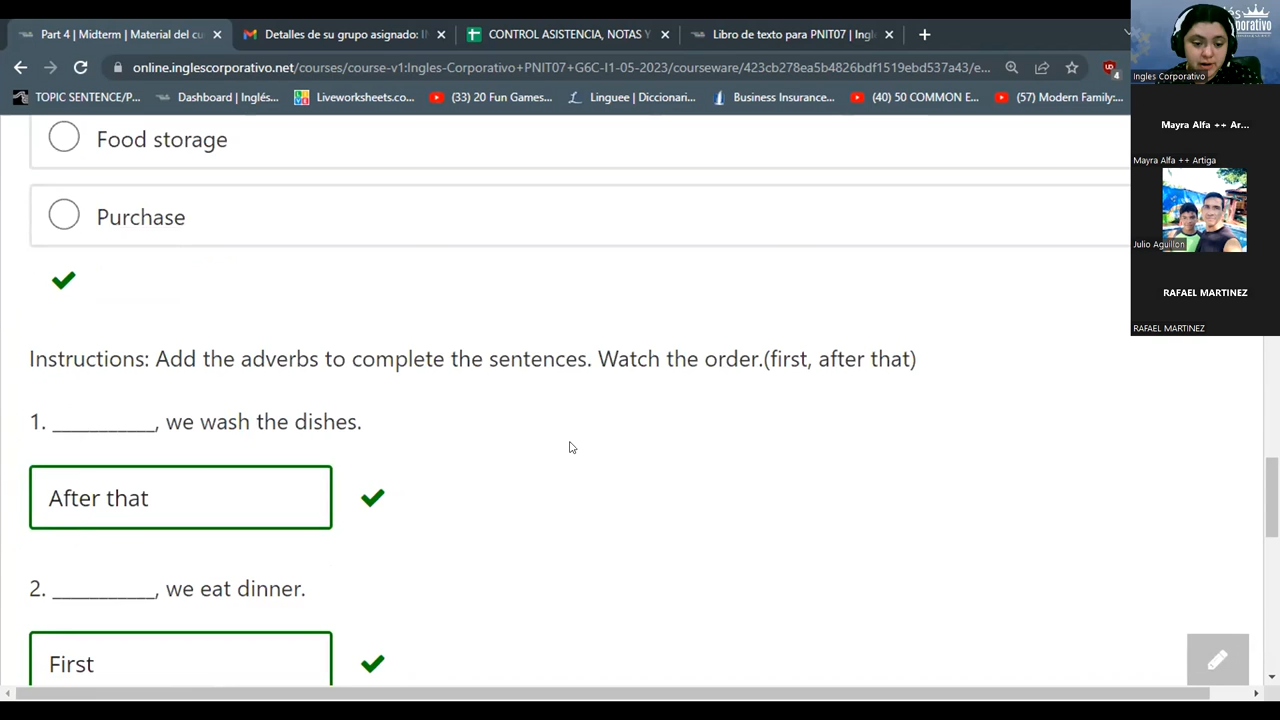 Part 4 | Midterm | Material del cu
Detalles de su grupo asignado: I
CONTROL ASISTENCIA, NOTAS Y
Libro de texto para PNIT07 | Ingl
online.inglescorporativo.net/courses/course-v1:Ingles-Corporativo+PNIT07+G6C-I1-05-2023/courseware/423cb278ea5b4826bdf1519ebd537a43/e...
TOPIC SENTENCE/P...
Dashboard | Inglés...
Liveworksheets.co...
(33) 20 Fun Games...
Linguee | Diccionari...
Business Insurance...
(40) 50 COMMON E...
(57) Modern Family:...
Food storage
Purchase
Instructions: Add the adverbs to complete the sentences. Watch the order.(first, after that)
1. ___________, we wash the dishes.
After that
2. ___________, we eat dinner.
First
Ingles Corporativo
Mayra Alfa ++ Ar...
Mayra Alfa ++ Artiga
Julio Aguillon
RAFAEL MARTINEZ
RAFAEL MARTINEZ